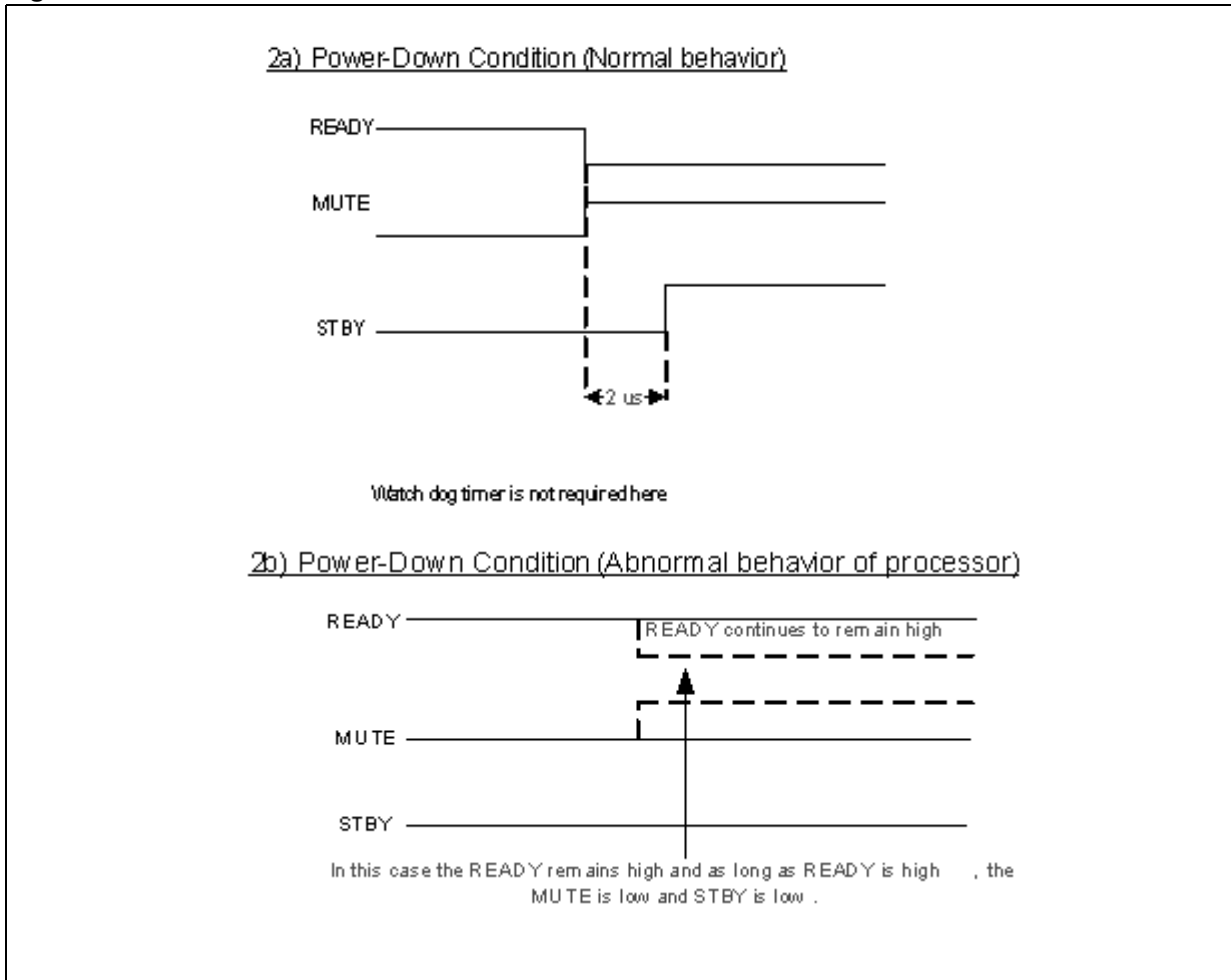 2a) Power-Down Condition (Normal behavior)
READY
MUTE
STBY
2 us
Watch dog timer is not required here
2b) Power-Down Condition (Abnormal behavior of processor)
READY
READY continues to remain high
MUTE
STBY
In this case the READY remains high and as long as READY is high , the
MUTE is low and STBY is low .